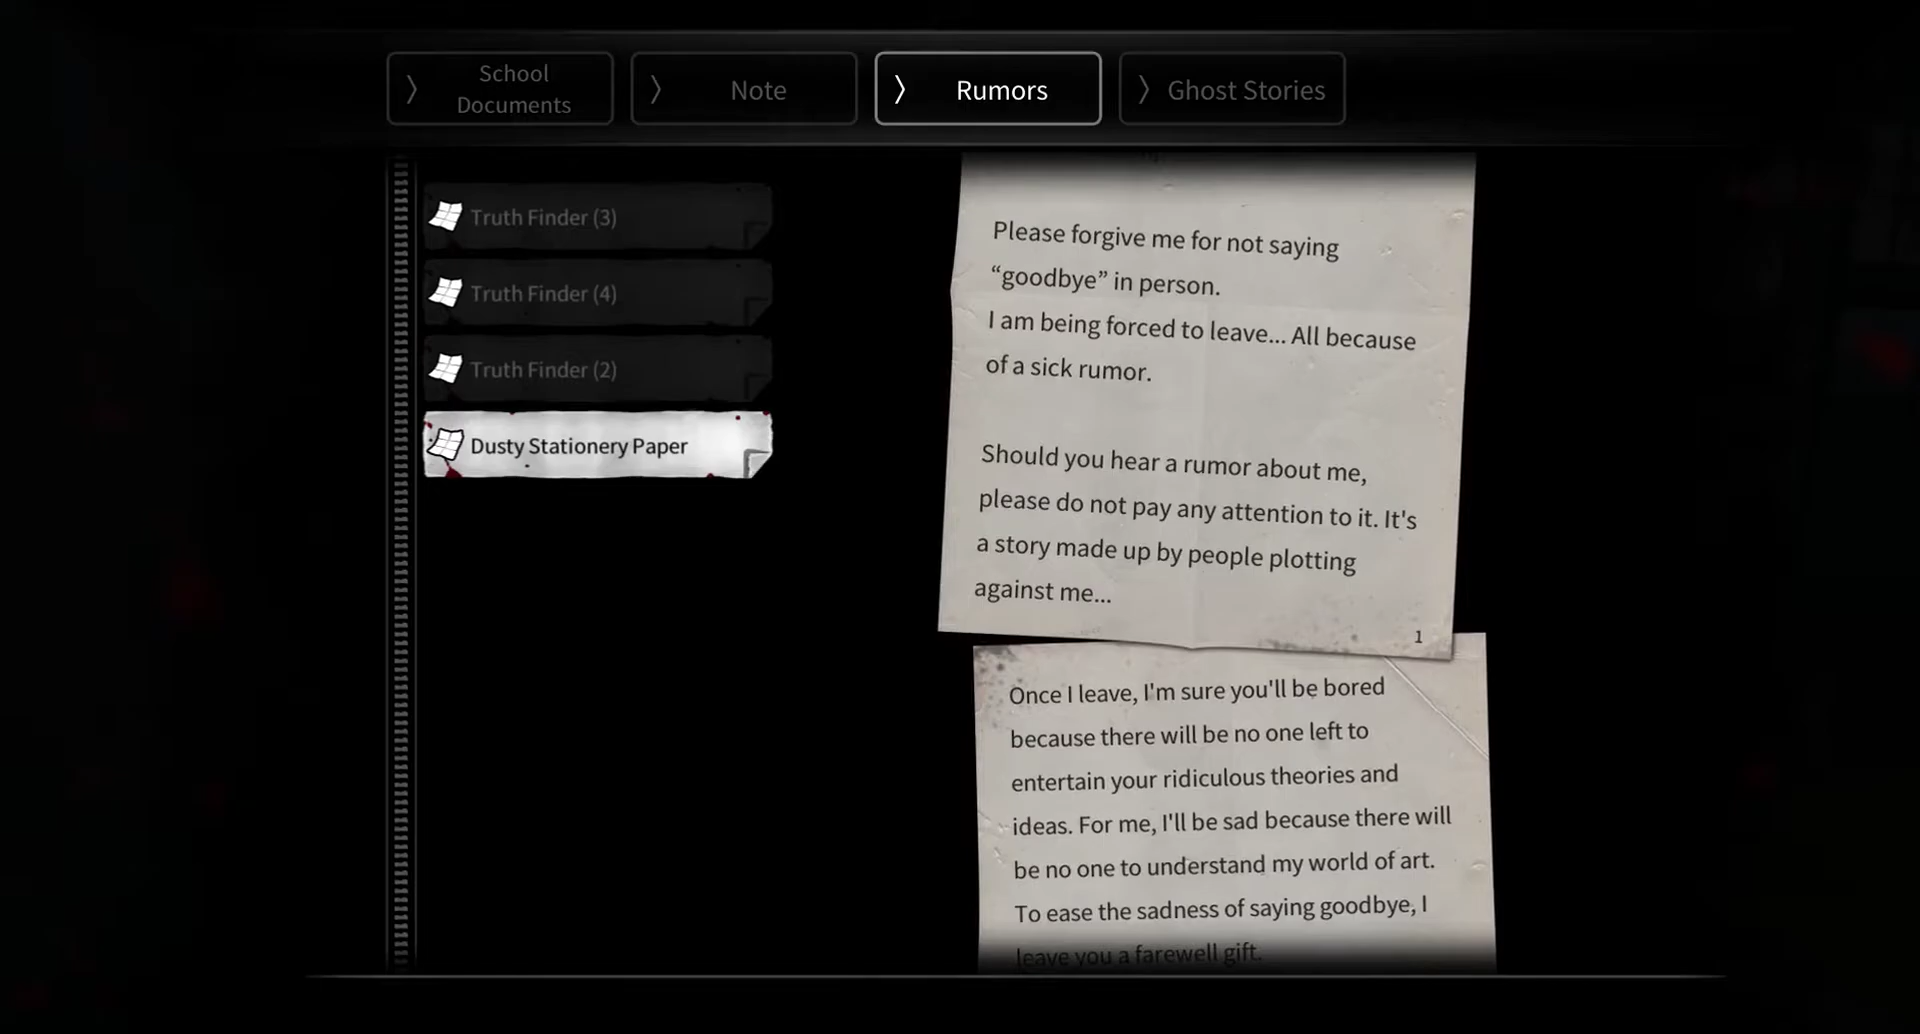 School
Documents
Note
Rumors
Ghost Stories
Truth Finder (3)
Truth Finder (4)
Truth Finder (2)
Dusty Stationery Paper
Please forgive me for not saying
“goodbye” in person.
I am being forced to leave... All because
of a sick rumor.
Should you hear a rumor about me,
please do not pay any attention to it. It's
a story made up by people plotting
against me...
1
Once I leave, I'm sure you'll be bored
because there will be no one left to
entertain your ridiculous theories and
ideas. For me, I'll be sad because there will
be no one to understand my world of art.
To ease the sadness of saying goodbye, I
leave you a farewell gift.